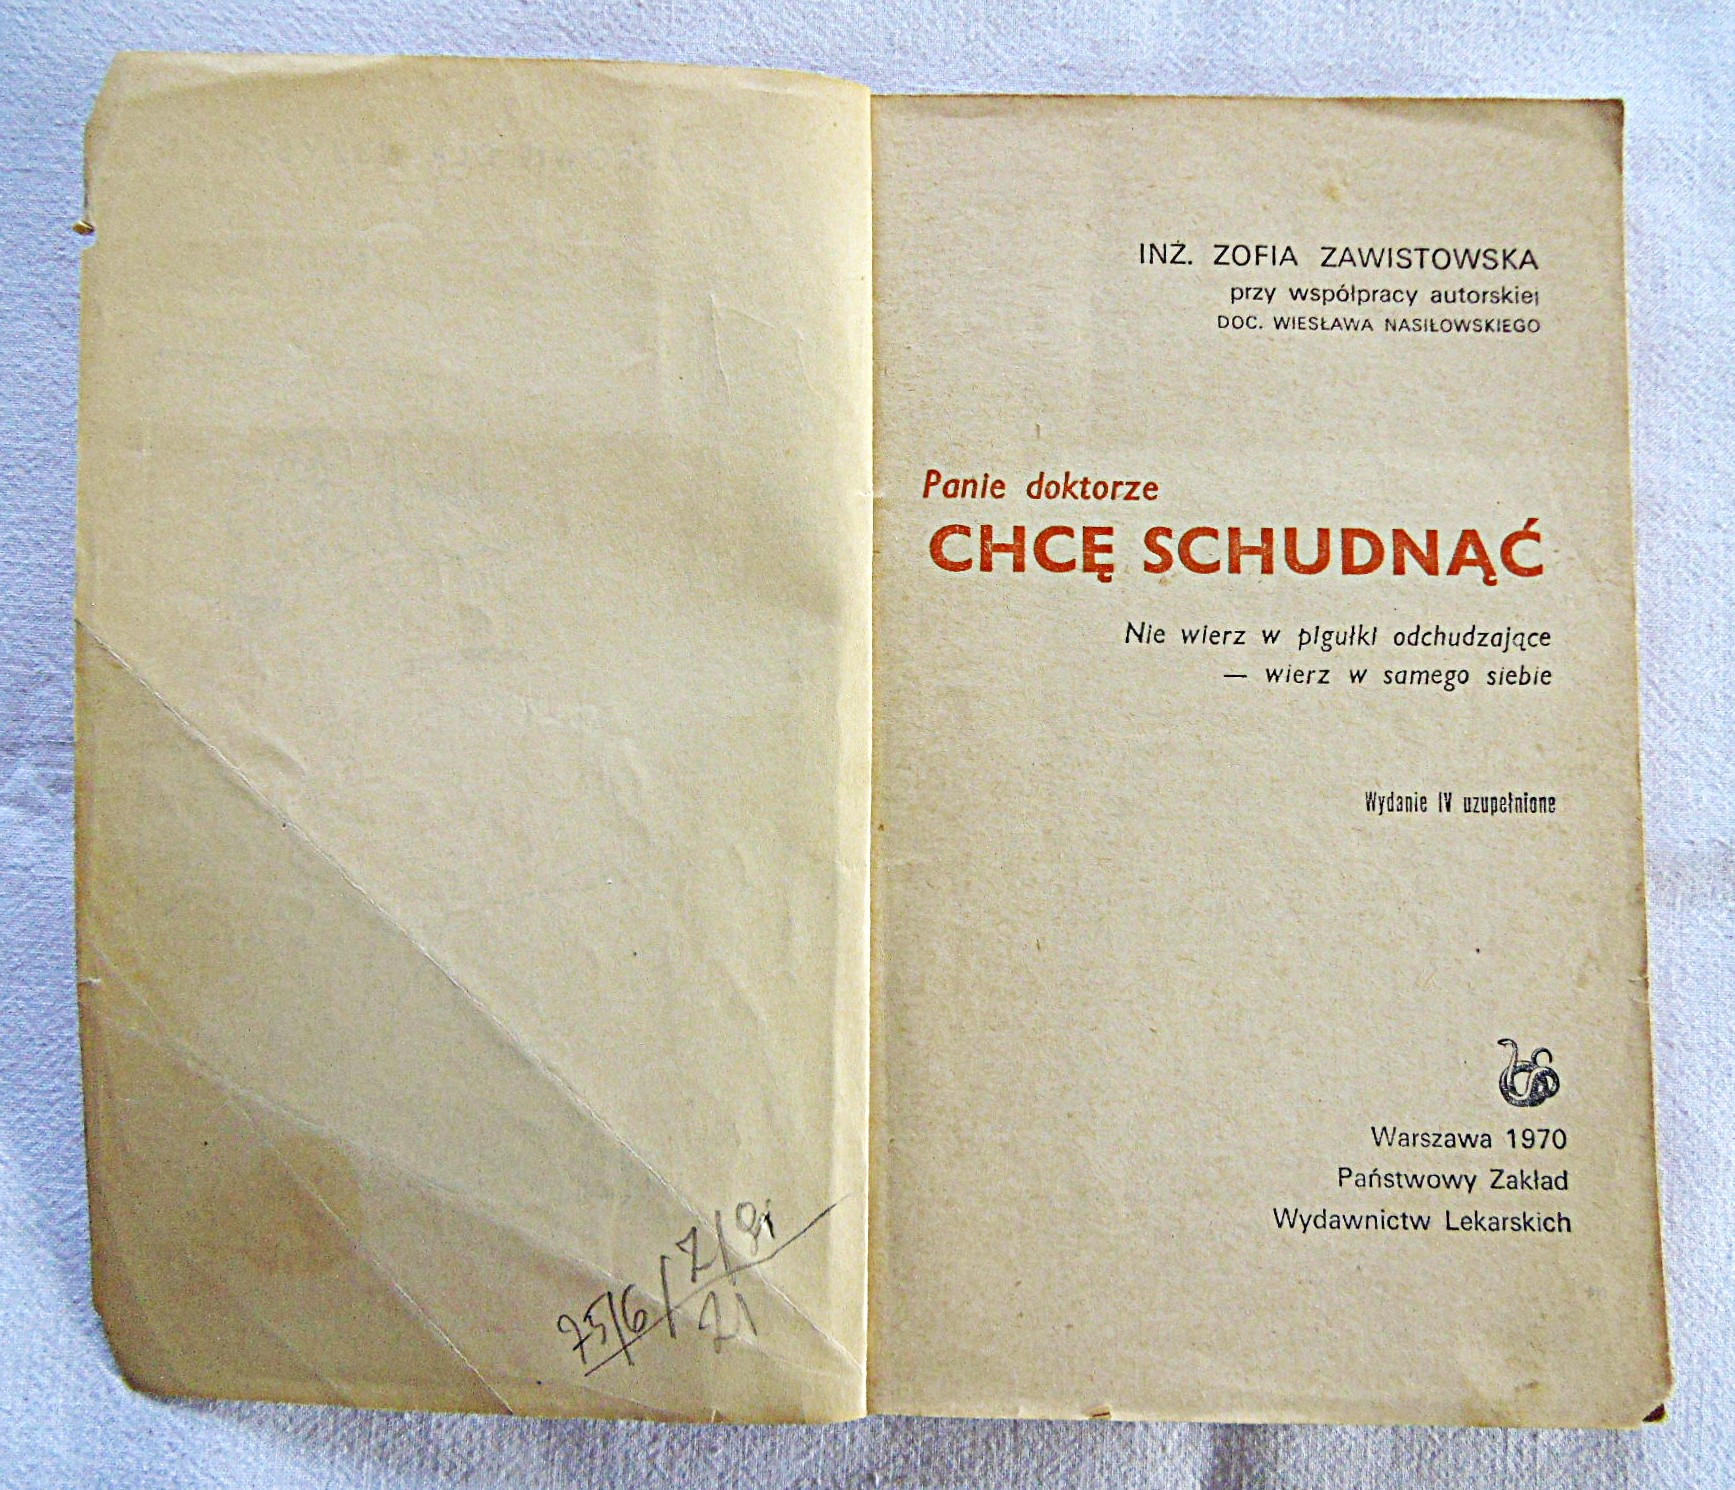 INŻ. ZOFIA ZAWISTOWSKA
przy współpracy autorskiej
DOC. WIESŁAWA NASIŁOWSKIEGO
Panie doktorze
CHCĘ SCHUDNĄĆ
Nie wierz w pigułki odchudzające
— wierz w samego siebie
Wydanie IV uzupełnione
Warszawa 1970
Państwowy Zakład
Wydawnictw Lekarskich